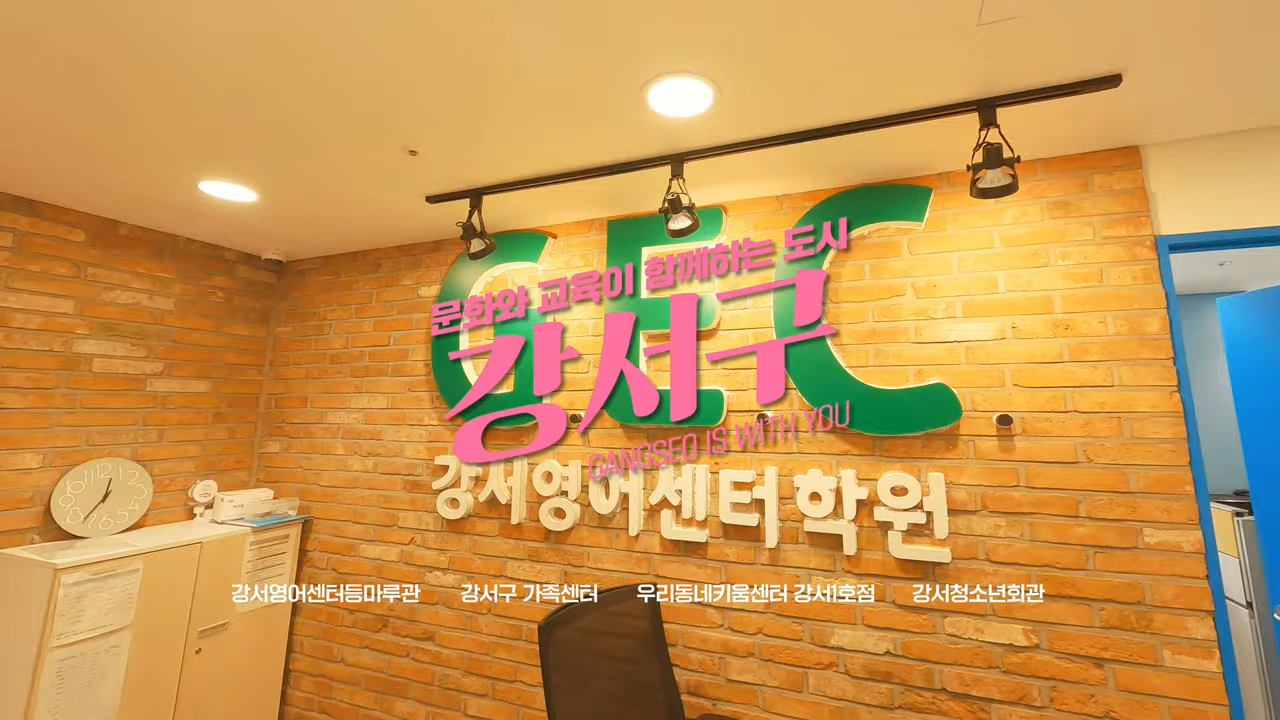 GEC
문화와 교육이 함께하는 도시
강서구
GANGSEO IS WITH YOU
강서영어센터학원
강서영어센터등마루관 강서구 가족센터 우리동네키움센터 강서1호점 강서청소년회관